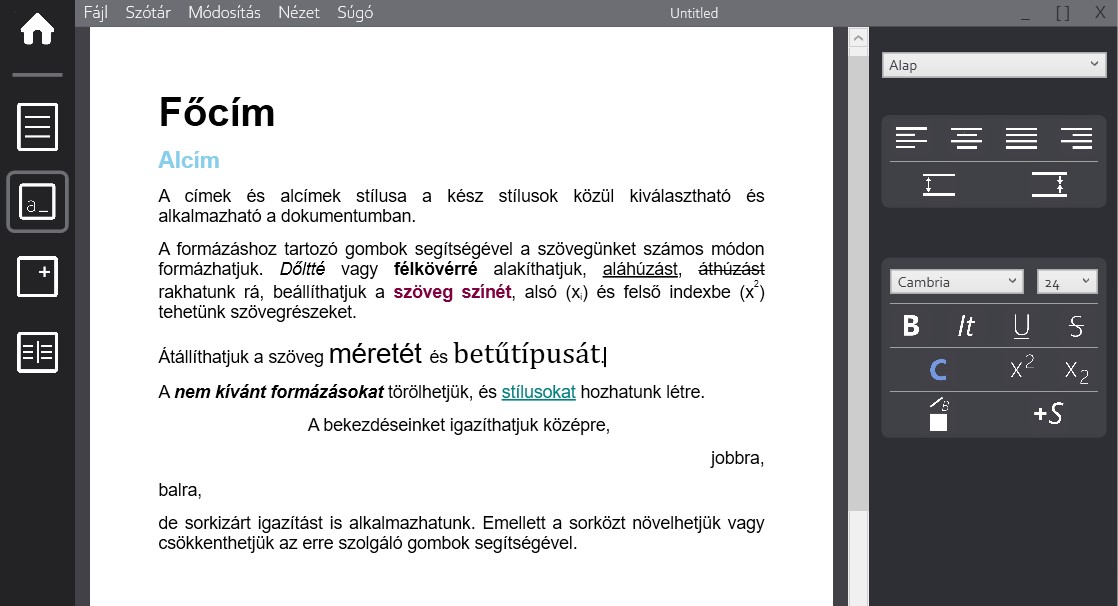 Fájl Szótár Módosítás Nézet Súgó Untitled _ [] X
Alap
Főcím
Alcím
A címek és alcímek stílusa a kész stílusok közül kiválasztható és
alkalmazható a dokumentumban.
A formázáshoz tartozó gombok segítségével a szövegünket számos módon
formázhatjuk. Dőltté vagy félkövérré alakíthatjuk, aláhúzást, áthúzást
rakhatunk rá, beállíthatjuk a szöveg színét, alsó (xᵢ) és felső indexbe (x²)
tehetünk szövegrészeket.
Átállíthatjuk a szöveg méretét és betűtípusát.
A nem kívánt formázásokat törölhetjük, és stílusokat hozhatunk létre.
A bekezdéseinket igazíthatjuk középre,
jobbra,
balra,
de sorkizárt igazítást is alkalmazhatunk. Emellett a sorközt növelhetjük vagy
csökkenthetjük az erre szolgáló gombok segítségével.
a_
+
Cambria 24
B It U S
C X² X₂
B +S